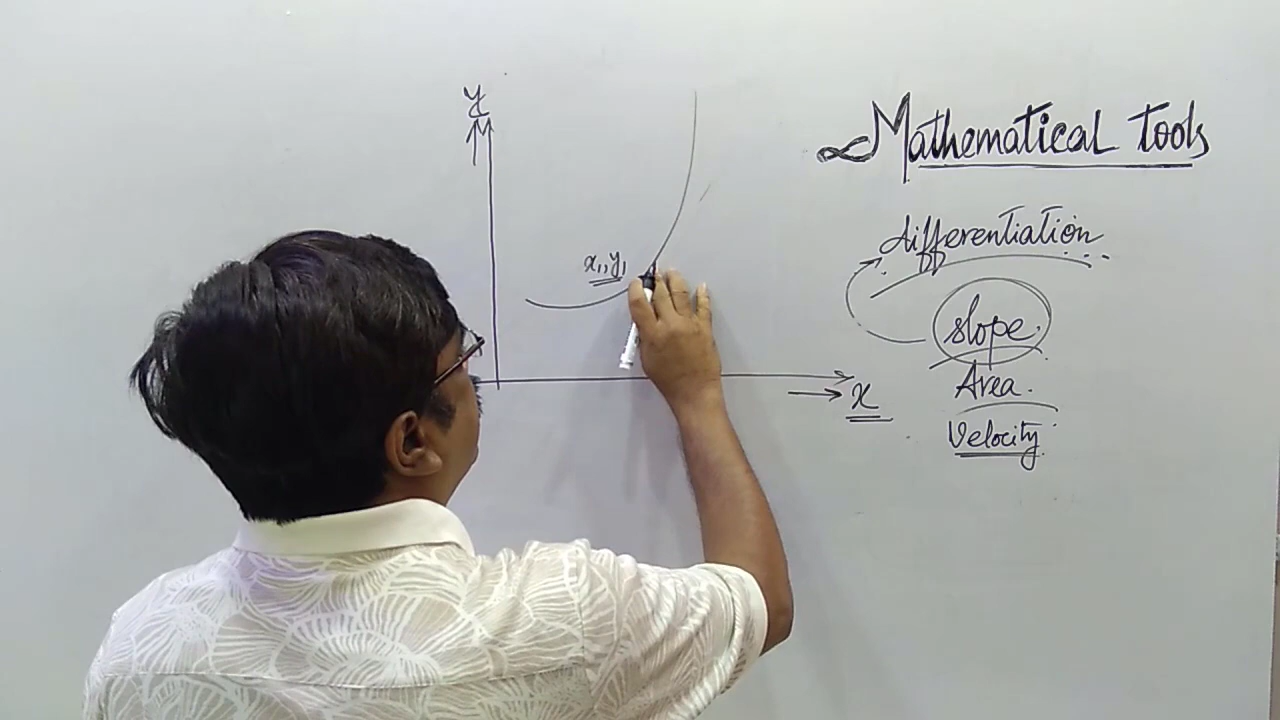 Mathematical Tools
differentiation
slope.
Area.
Velocity.
y
x₁,y₁
x